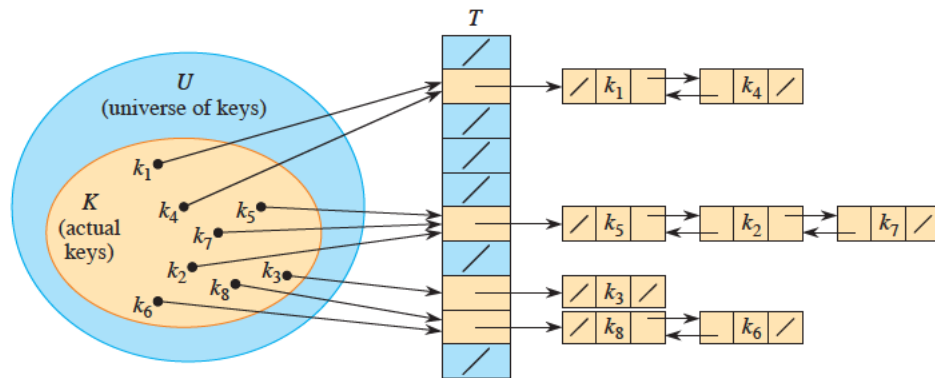 T
U
(universe of keys)
K
(actual
keys)
k₁
k₄
k₅
k₇
k₂
k₈
k₃
k₆
k₁ k₄
k₅ k₂ k₇
k₃
k₈ k₆